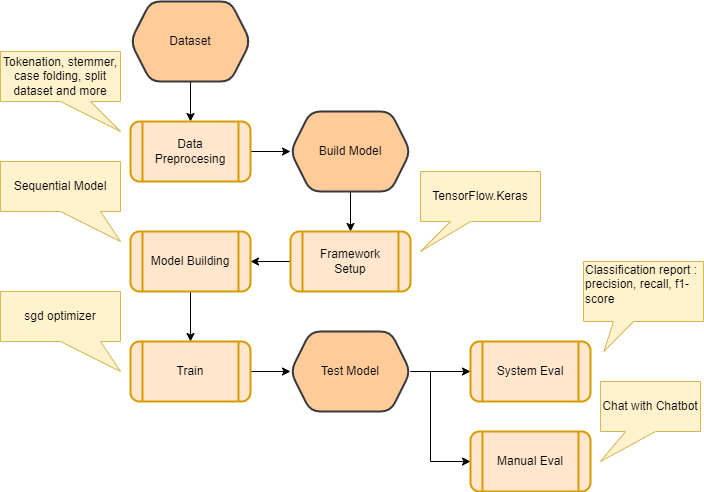 Dataset
Tokenation, stemmer,
case folding, split
dataset and more
Data
Preprocesing
Build Model
Sequential Model
TensorFlow.Keras
Model Building
Framework
Setup
Classification report :
precision, recall, f1-
score
sgd optimizer
Train
Test Model
System Eval
Chat with Chatbot
Manual Eval